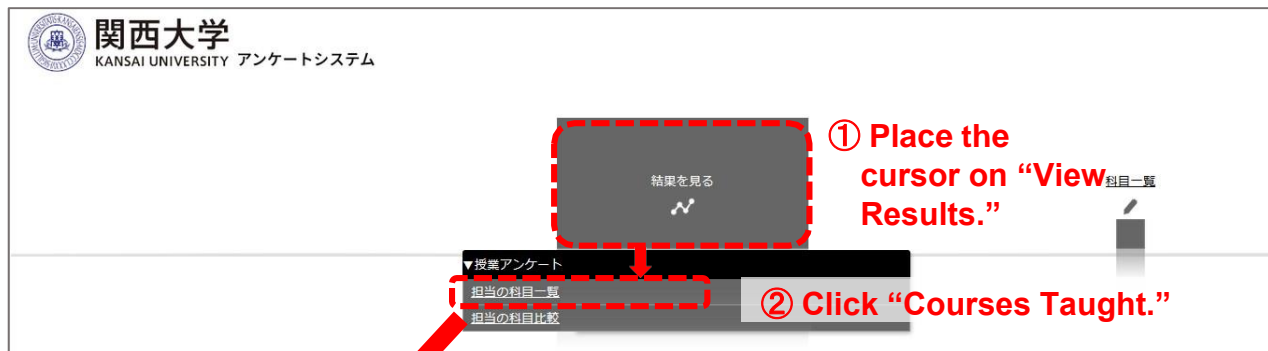 関西大学
KANSAI UNIVERSITY アンケートシステム
① Place the
cursor on “View
Results.”
結果を見る
科目一覧
▼授業アンケート
担当の科目一覧
② Click “Courses Taught.”
担当の科目比較